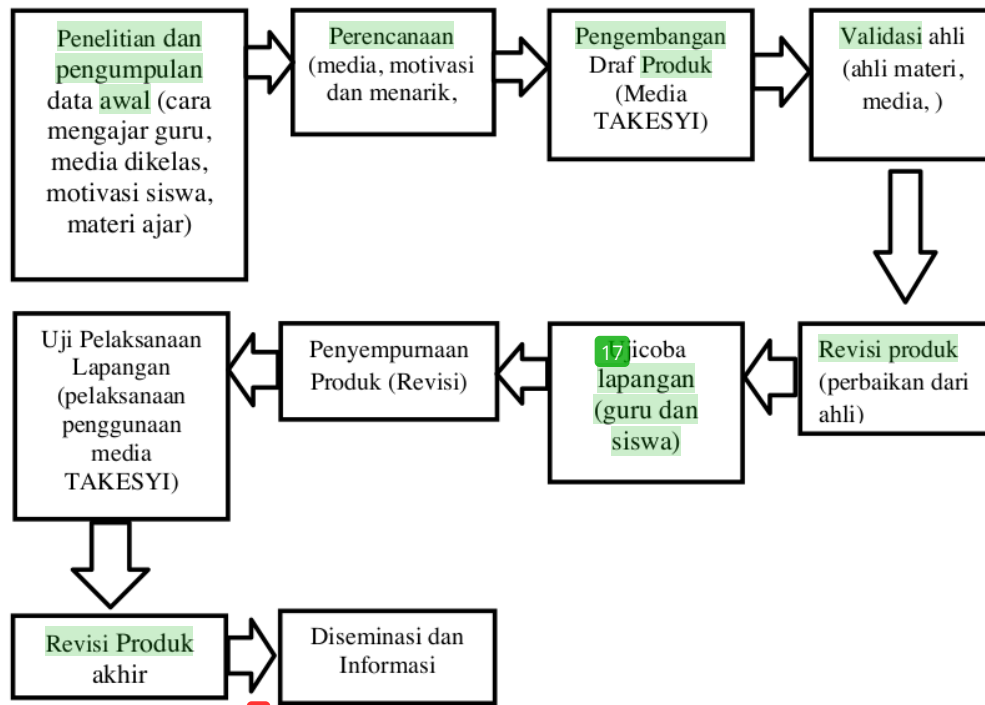 Penelitian dan
pengumpulan
data awal (cara
mengajar guru,
media dikelas,
motivasi siswa,
materi ajar)
Perencanaan
(media, motivasi
dan menarik,
Pengembangan
Draf Produk
(Media
TAKESYI)
Validasi ahli
(ahli materi,
media, )
Revisi produk
(perbaikan dari
ahli)
17
lapangan
(guru dan
siswa)
Penyempurnaan
Produk (Revisi)
Uji Pelaksanaan
Lapangan
(pelaksanaan
penggunaan
media
TAKESYI)
Revisi Produk
akhir
Diseminasi dan
Informasi